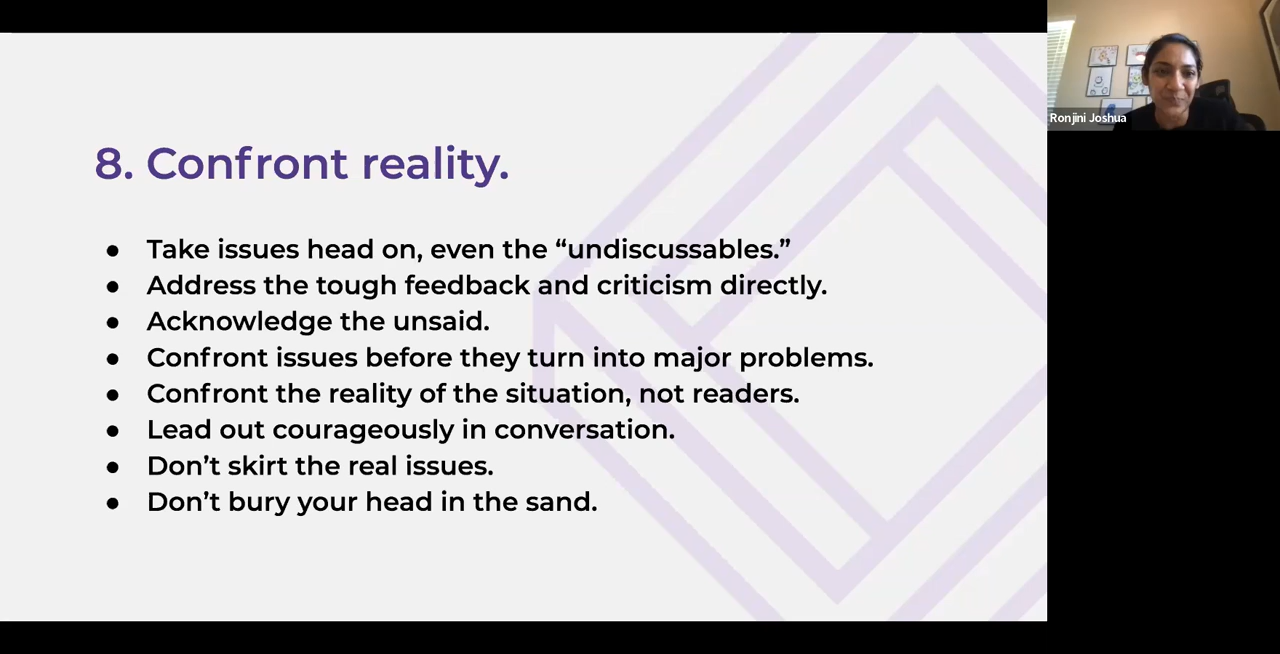 8. Confront reality.
● Take issues head on, even the “undiscussables.”
● Address the tough feedback and criticism directly.
● Acknowledge the unsaid.
● Confront issues before they turn into major problems.
● Confront the reality of the situation, not readers.
● Lead out courageously in conversation.
● Don’t skirt the real issues.
● Don’t bury your head in the sand.
Ronjini Joshua